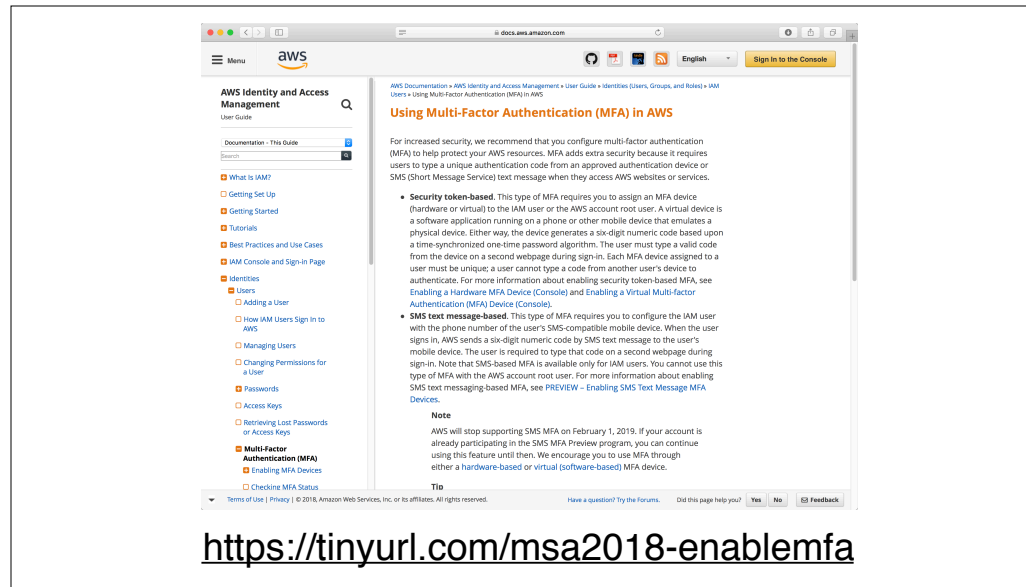 docs.aws.amazon.com
Menu
aws
English
Sign In to the Console
AWS Identity and Access
Management
User Guide
Documentation - This Guide
Search
What Is IAM?
Getting Set Up
Getting Started
Tutorials
Best Practices and Use Cases
IAM Console and Sign-in Page
Identities
Users
Adding a User
How IAM Users Sign In to
AWS
Managing Users
Changing Permissions for
a User
Passwords
Access Keys
Retrieving Lost Passwords
or Access Keys
Multi-Factor
Authentication (MFA)
Enabling MFA Devices
Checking MFA Status
AWS Documentation » AWS Identity and Access Management » User Guide » Identities (Users, Groups, and Roles) » IAM
Users » Using Multi-Factor Authentication (MFA) in AWS
Using Multi-Factor Authentication (MFA) in AWS
For increased security, we recommend that you configure multi-factor authentication
(MFA) to help protect your AWS resources. MFA adds extra security because it requires
users to type a unique authentication code from an approved authentication device or
SMS (Short Message Service) text message when they access AWS websites or services.
• Security token-based. This type of MFA requires you to assign an MFA device
(hardware or virtual) to the IAM user or the AWS account root user. A virtual device is
a software application running on a phone or other mobile device that emulates a
physical device. Either way, the device generates a six-digit numeric code based upon
a time-synchronized one-time password algorithm. The user must type a valid code
from the device on a second webpage during sign-in. Each MFA device assigned to a
user must be unique; a user cannot type a code from another user's device to
authenticate. For more information about enabling security token-based MFA, see
Enabling a Hardware MFA Device (Console) and Enabling a Virtual Multi-factor
Authentication (MFA) Device (Console).
• SMS text message-based. This type of MFA requires you to configure the IAM user
with the phone number of the user's SMS-compatible mobile device. When the user
signs in, AWS sends a six-digit numeric code by SMS text message to the user's
mobile device. The user is required to type that code on a second webpage during
sign-in. Note that SMS-based MFA is available only for IAM users. You cannot use this
type of MFA with the AWS account root user. For more information about enabling
SMS text messaging-based MFA, see PREVIEW – Enabling SMS Text Message MFA
Devices.
Note
AWS will stop supporting SMS MFA on February 1, 2019. If your account is
already participating in the SMS MFA Preview program, you can continue
using this feature until then. We encourage you to use MFA through
either a hardware-based or virtual (software-based) MFA device.
Tip
Terms of Use | Privacy | © 2018, Amazon Web Services, Inc. or its affiliates. All rights reserved.
Have a question? Try the Forums.
Did this page help you?
Yes
No
Feedback
https://tinyurl.com/msa2018-enablemfa